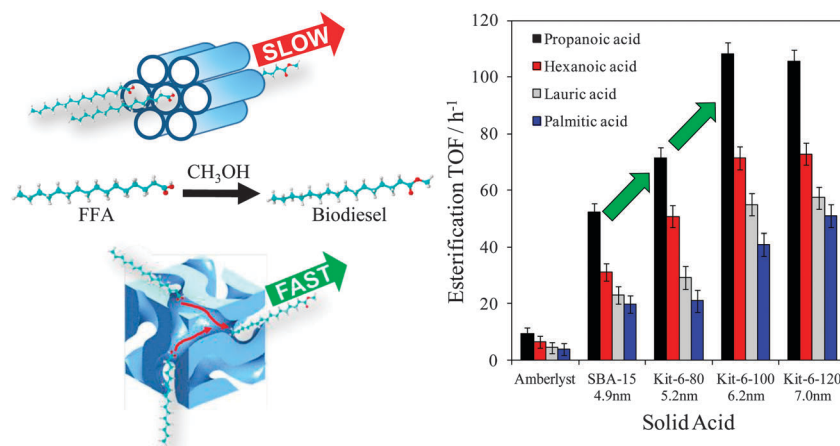 SLOW
CH3OH
FFA
Biodiesel
FAST
Esterification TOF / h-1
120
100
80
60
40
20
0
Propanoic acid
Hexanoic acid
Lauric acid
Palmitic acid
Amberlyst SBA-15 Kit-6-80 Kit-6-100 Kit-6-120
4.9nm 5.2nm 6.2nm 7.0nm
Solid Acid